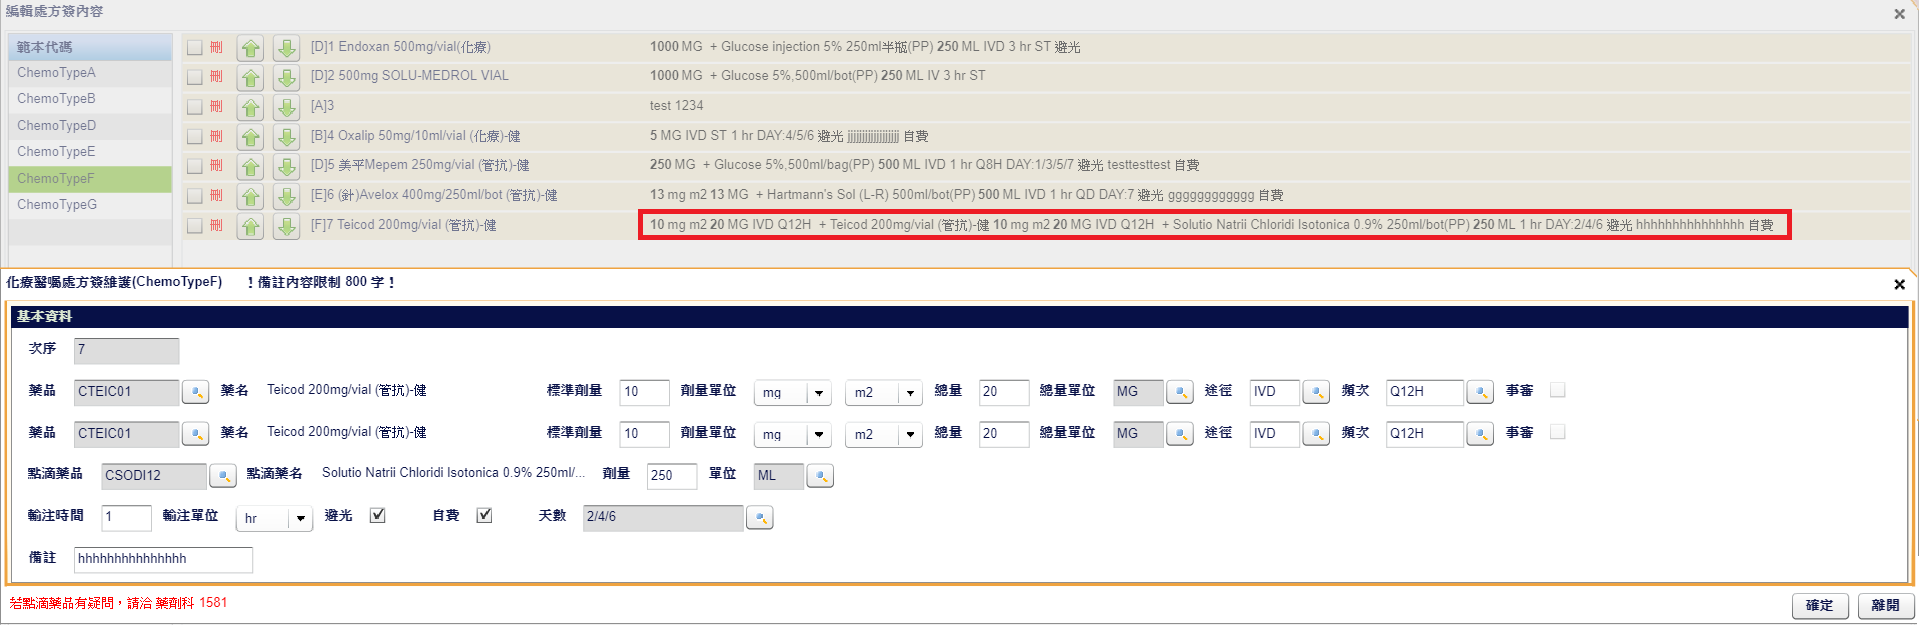 編輯處方簽內容
範本代碼
ChemoTypeA
ChemoTypeB
ChemoTypeD
ChemoTypeE
ChemoTypeF
ChemoTypeG
刪 [D]1 Endoxan 500mg/vial(化療) 1000 MG + Glucose injection 5% 250ml半瓶(PP) 250 ML IVD 3 hr ST 避光
刪 [D]2 500mg SOLU-MEDROL VIAL 1000 MG + Glucose 5%,500ml/bot(PP) 250 ML IV 3 hr ST
刪 [A]3 test 1234
刪 [B]4 Oxalip 50mg/10ml/vial (化療)-健 5 MG IVD ST 1 hr DAY:4/5/6 避光 jjjjjjjjjjjjjjjjj 自費
刪 [D]5 美平Mepem 250mg/vial (管抗)-健 250 MG + Glucose 5%,500ml/bag(PP) 500 ML IVD 1 hr Q8H DAY:1/3/5/7 避光 testtesttest 自費
刪 [E]6 (針)Avelox 400mg/250ml/bot (管抗)-健 13 mg m2 13 MG + Hartmann's Sol (L-R) 500ml/bot(PP) 500 ML IVD 1 hr QD DAY:7 避光 gggggggggggg 自費
刪 [F]7 Teicod 200mg/vial (管抗)-健 10 mg m2 20 MG IVD Q12H + Teicod 200mg/vial (管抗)-健 10 mg m2 20 MG IVD Q12H + Solutio Natrii Chloridi Isotonica 0.9% 250ml/bot(PP) 250 ML 1 hr DAY:2/4/6 避光 hhhhhhhhhhhhhhh 自費
化療醫囑處方簽維護(ChemoTypeF) ！備註內容限制 800 字！
基本資料
次序 7
藥品 CTEIC01 藥名 Teicod 200mg/vial (管抗)-健 標準劑量 10 劑量單位 mg m2 總量 20 總量單位 MG 途徑 IVD 頻次 Q12H 事審
藥品 CTEIC01 藥名 Teicod 200mg/vial (管抗)-健 標準劑量 10 劑量單位 mg m2 總量 20 總量單位 MG 途徑 IVD 頻次 Q12H 事審
點滴藥品 CSODI12 點滴藥名 Solutio Natrii Chloridi Isotonica 0.9% 250ml/... 劑量 250 單位 ML
輸注時間 1 輸注單位 hr 避光 自費 天數 2/4/6
備註 hhhhhhhhhhhhhhh
若點滴藥品有疑問，請洽 藥劑科 1581
確定 離開